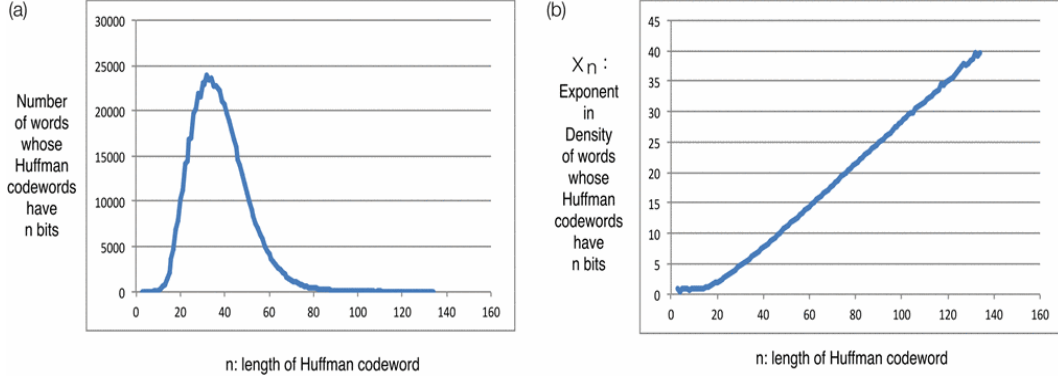 (a)
Number
of words
whose
Huffman
codewords
have
n bits
30000
25000
20000
15000
10000
5000
0
0 20 40 60 80 100 120 140 160
n: length of Huffman codeword
(b)
Xn :
Exponent
in
Density
of words
whose
Huffman
codewords
have
n bits
45
40
35
30
25
20
15
10
5
0
0 20 40 60 80 100 120 140 160
n: length of Huffman codeword